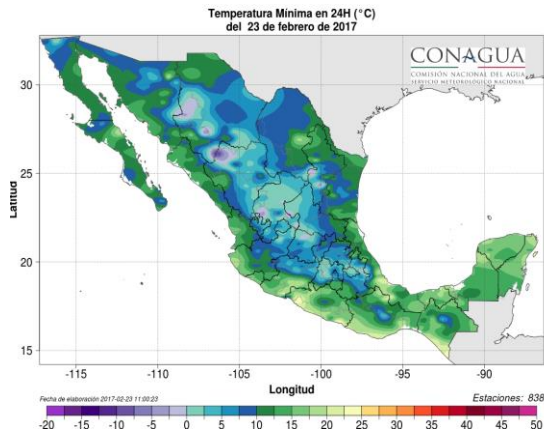 Temperatura Mínima en 24H (°C)
del 23 de febrero de 2017
CONAGUA
COMISIÓN NACIONAL DEL AGUA
SERVICIO METEOROLÓGICO NACIONAL
30
25
20
15
Latitud
-115
-110
-105
-100
-95
-90
Longitud
Fecha de elaboración 2017-02-23 11:00:23
Estaciones: 838
-20 -15 -10 -5 0 5 10 15 20 25 30 35 40 45 50